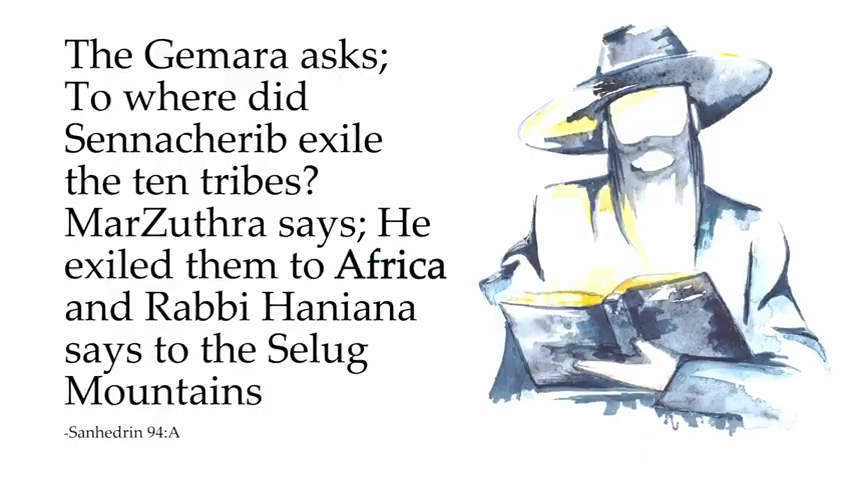 The Gemara asks;
To where did
Sennacherib exile
the ten tribes?
MarZuthra says; He
exiled them to Africa
and Rabbi Haniana
says to the Selug
Mountains
-Sanhedrin 94:A